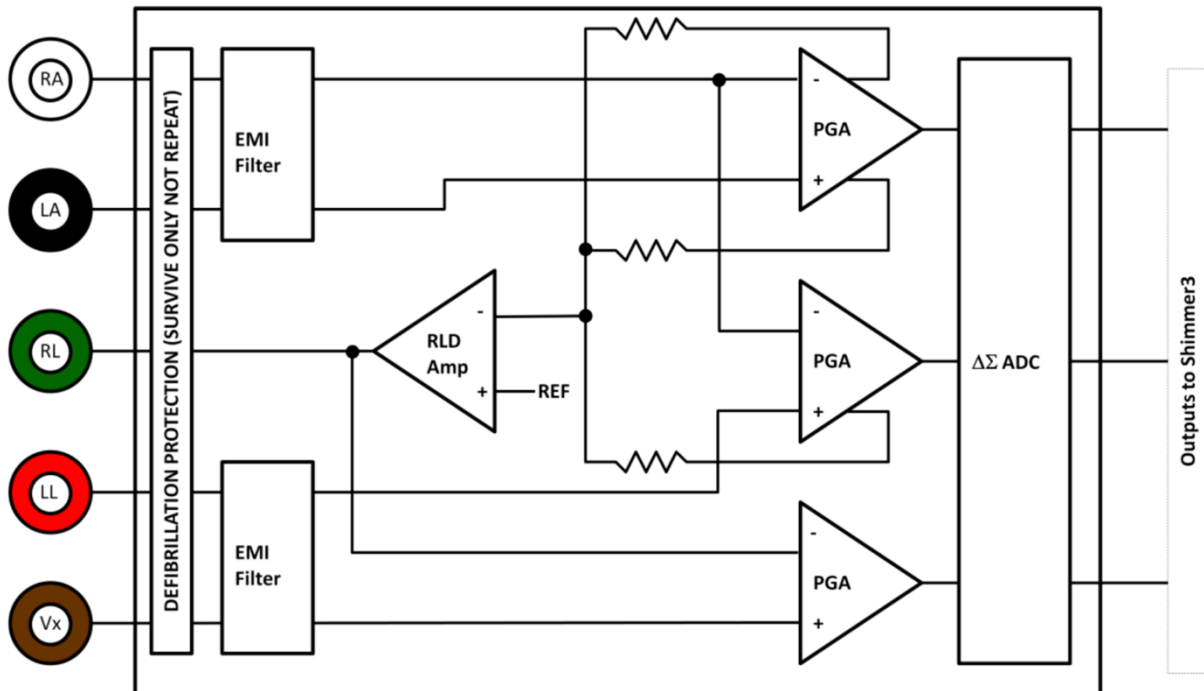 RA
LA
RL
LL
Vx
DEFIBRILLATION PROTECTION (SURVIVE ONLY NOT REPEAT)
EMI
Filter
EMI
Filter
-
RLD
Amp
+
REF
-
PGA
+
-
PGA
+
-
PGA
+
ΔΣ ADC
Outputs to Shimmer3